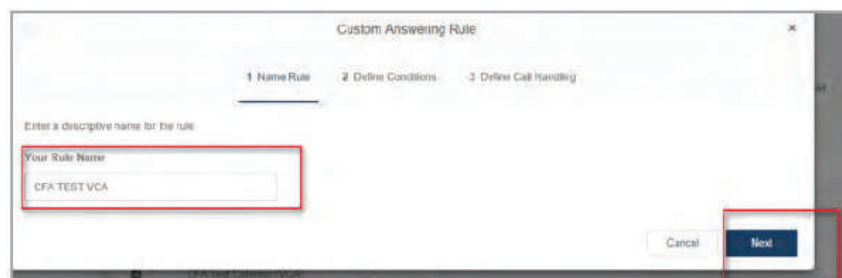 Custom Answering Rule
×
1 Name Rule 2 Define Conditions 3 Define Call Handling
Enter a descriptive name for the rule
Your Rule Name
CFA TEST VCA
Cancel Next